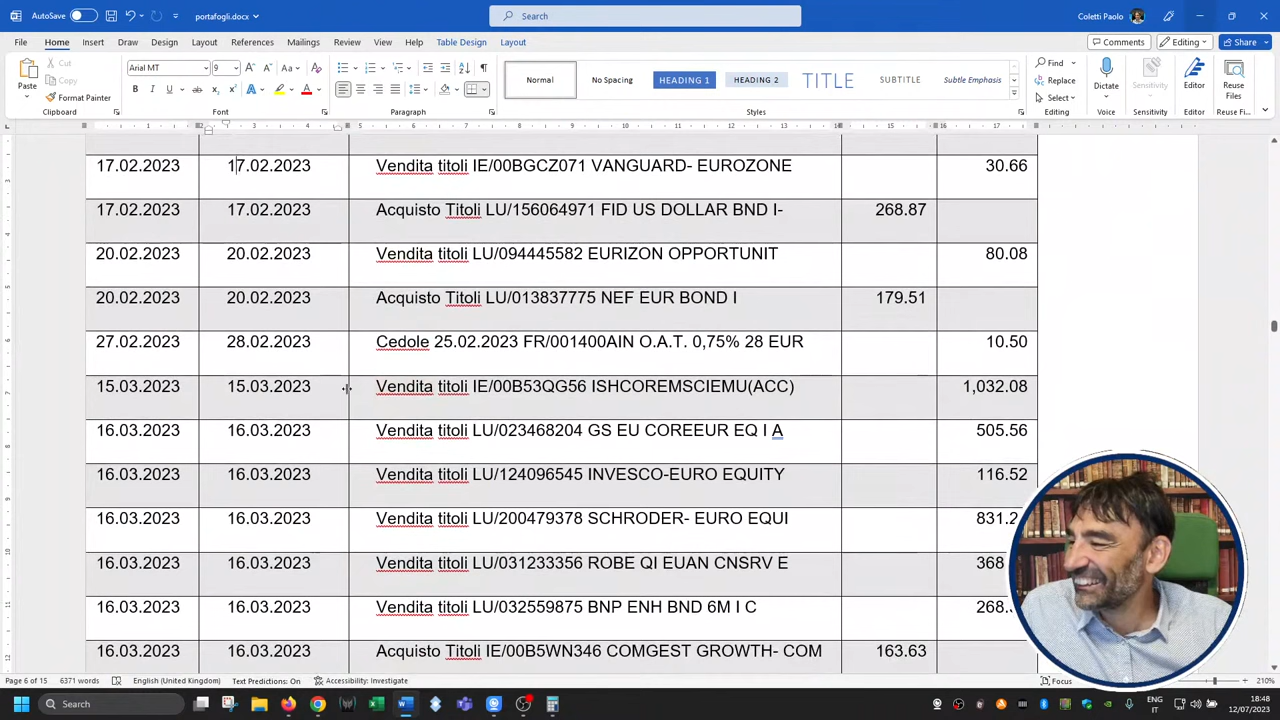 AutoSave Off portafogli.docx Search Coletti Paolo
File Home Insert Draw Design Layout References Mailings Review View Help Table Design Layout Comments Editing Share
Paste Cut Copy Format Painter
Clipboard
Arial MT 9
Font
Paragraph
Normal No Spacing HEADING 1 HEADING 2 TITLE SUBTITLE Subtle Emphasis
Styles
Find Replace Select
Editing
Dictate
Voice
Sensitivity
Sensitivity
Editor
Editor
Reuse Files
Reuse Fi...
17.02.2023 17.02.2023 Vendita titoli IE/00BGCZ071 VANGUARD- EUROZONE 30.66
17.02.2023 17.02.2023 Acquisto Titoli LU/156064971 FID US DOLLAR BND I- 268.87
20.02.2023 20.02.2023 Vendita titoli LU/094445582 EURIZON OPPORTUNIT 80.08
20.02.2023 20.02.2023 Acquisto Titoli LU/013837775 NEF EUR BOND I 179.51
27.02.2023 28.02.2023 Cedole 25.02.2023 FR/001400AIN O.A.T. 0,75% 28 EUR 10.50
15.03.2023 15.03.2023 Vendita titoli IE/00B53QG56 ISHCOREMSCIEMU(ACC) 1,032.08
16.03.2023 16.03.2023 Vendita titoli LU/023468204 GS EU COREEUR EQ I A 505.56
16.03.2023 16.03.2023 Vendita titoli LU/124096545 INVESCO-EURO EQUITY 116.52
16.03.2023 16.03.2023 Vendita titoli LU/200479378 SCHRODER- EURO EQUI 831.2
16.03.2023 16.03.2023 Vendita titoli LU/031233356 ROBE QI EUAN CNSRV E 368
16.03.2023 16.03.2023 Vendita titoli LU/032559875 BNP ENH BND 6M I C 268.
16.03.2023 16.03.2023 Acquisto Titoli IE/00B5WN346 COMGEST GROWTH- COM 163.63
Page 6 of 15 6371 words English (United Kingdom) Text Predictions: On Accessibility: Investigate Focus 210%
Search ENG IT 18:48 12/07/2023